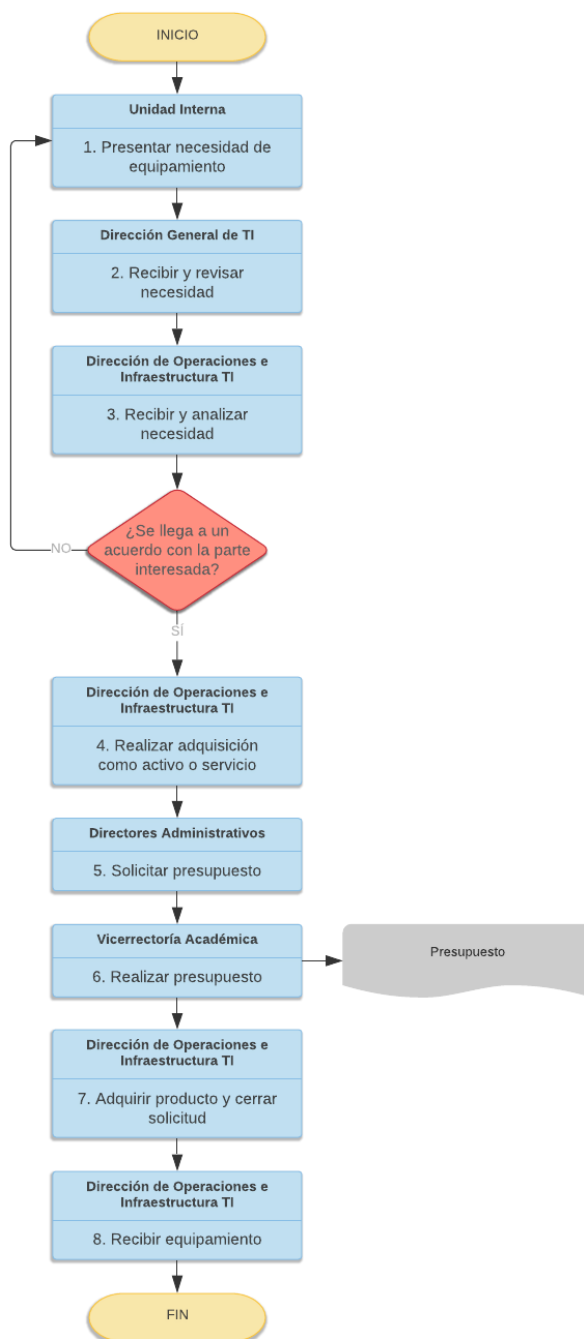 INICIO
Unidad Interna
1. Presentar necesidad de
equipamiento
Dirección General de TI
2. Recibir y revisar
necesidad
Dirección de Operaciones e
Infraestructura TI
3. Recibir y analizar
necesidad
¿Se llega a un
acuerdo con la parte
interesada?
NO
SÍ
Dirección de Operaciones e
Infraestructura TI
4. Realizar adquisición
como activo o servicio
Directores Administrativos
5. Solicitar presupuesto
Vicerrectoría Académica
6. Realizar presupuesto
Presupuesto
Dirección de Operaciones e
Infraestructura TI
7. Adquirir producto y cerrar
solicitud
Dirección de Operaciones e
Infraestructura TI
8. Recibir equipamiento
FIN